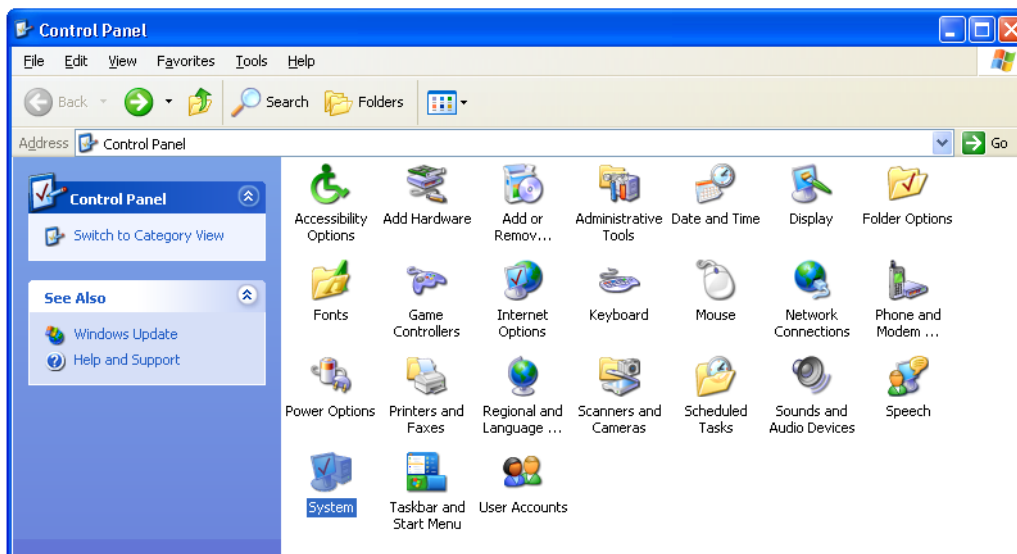 Control Panel
File Edit View Favorites Tools Help
Back Search Folders
Address Control Panel Go
Control Panel
Switch to Category View
See Also
Windows Update
Help and Support
Accessibility Options
Add Hardware
Add or Remov...
Administrative Tools
Date and Time
Display
Folder Options
Fonts
Game Controllers
Internet Options
Keyboard
Mouse
Network Connections
Phone and Modem ...
Power Options
Printers and Faxes
Regional and Language ...
Scanners and Cameras
Scheduled Tasks
Sounds and Audio Devices
Speech
System
Taskbar and Start Menu
User Accounts